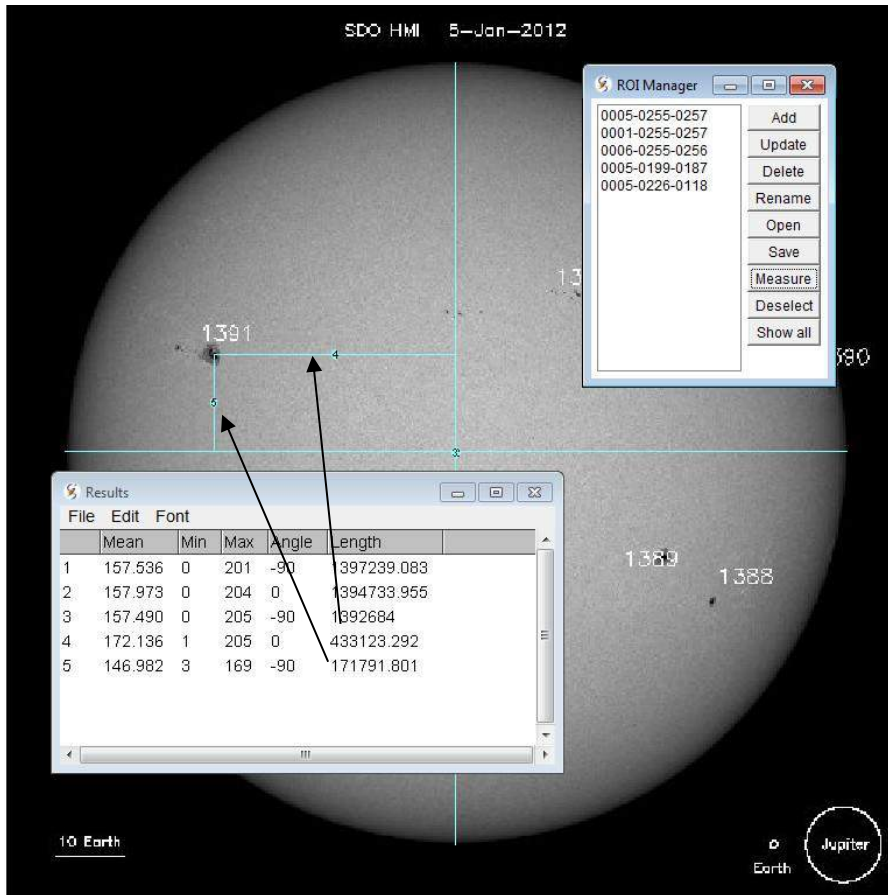 SDO HMI 5-Jan-2012
ROI Manager
0005-0255-0257
0001-0255-0257
0006-0255-0256
0005-0199-0187
0005-0226-0118
Add
Update
Delete
Rename
Open
Save
Measure
Deselect
Show all
13
1391
390
4
5
3
Results
File Edit Font
Mean Min Max Angle Length
1 157.536 0 201 -90 1397239.083
2 157.973 0 204 0 1394733.955
3 157.490 0 205 -90 1392684
4 172.136 1 205 0 433123.292
5 146.982 3 169 -90 171791.801
1389
1388
10 Earth
Earth
Jupiter